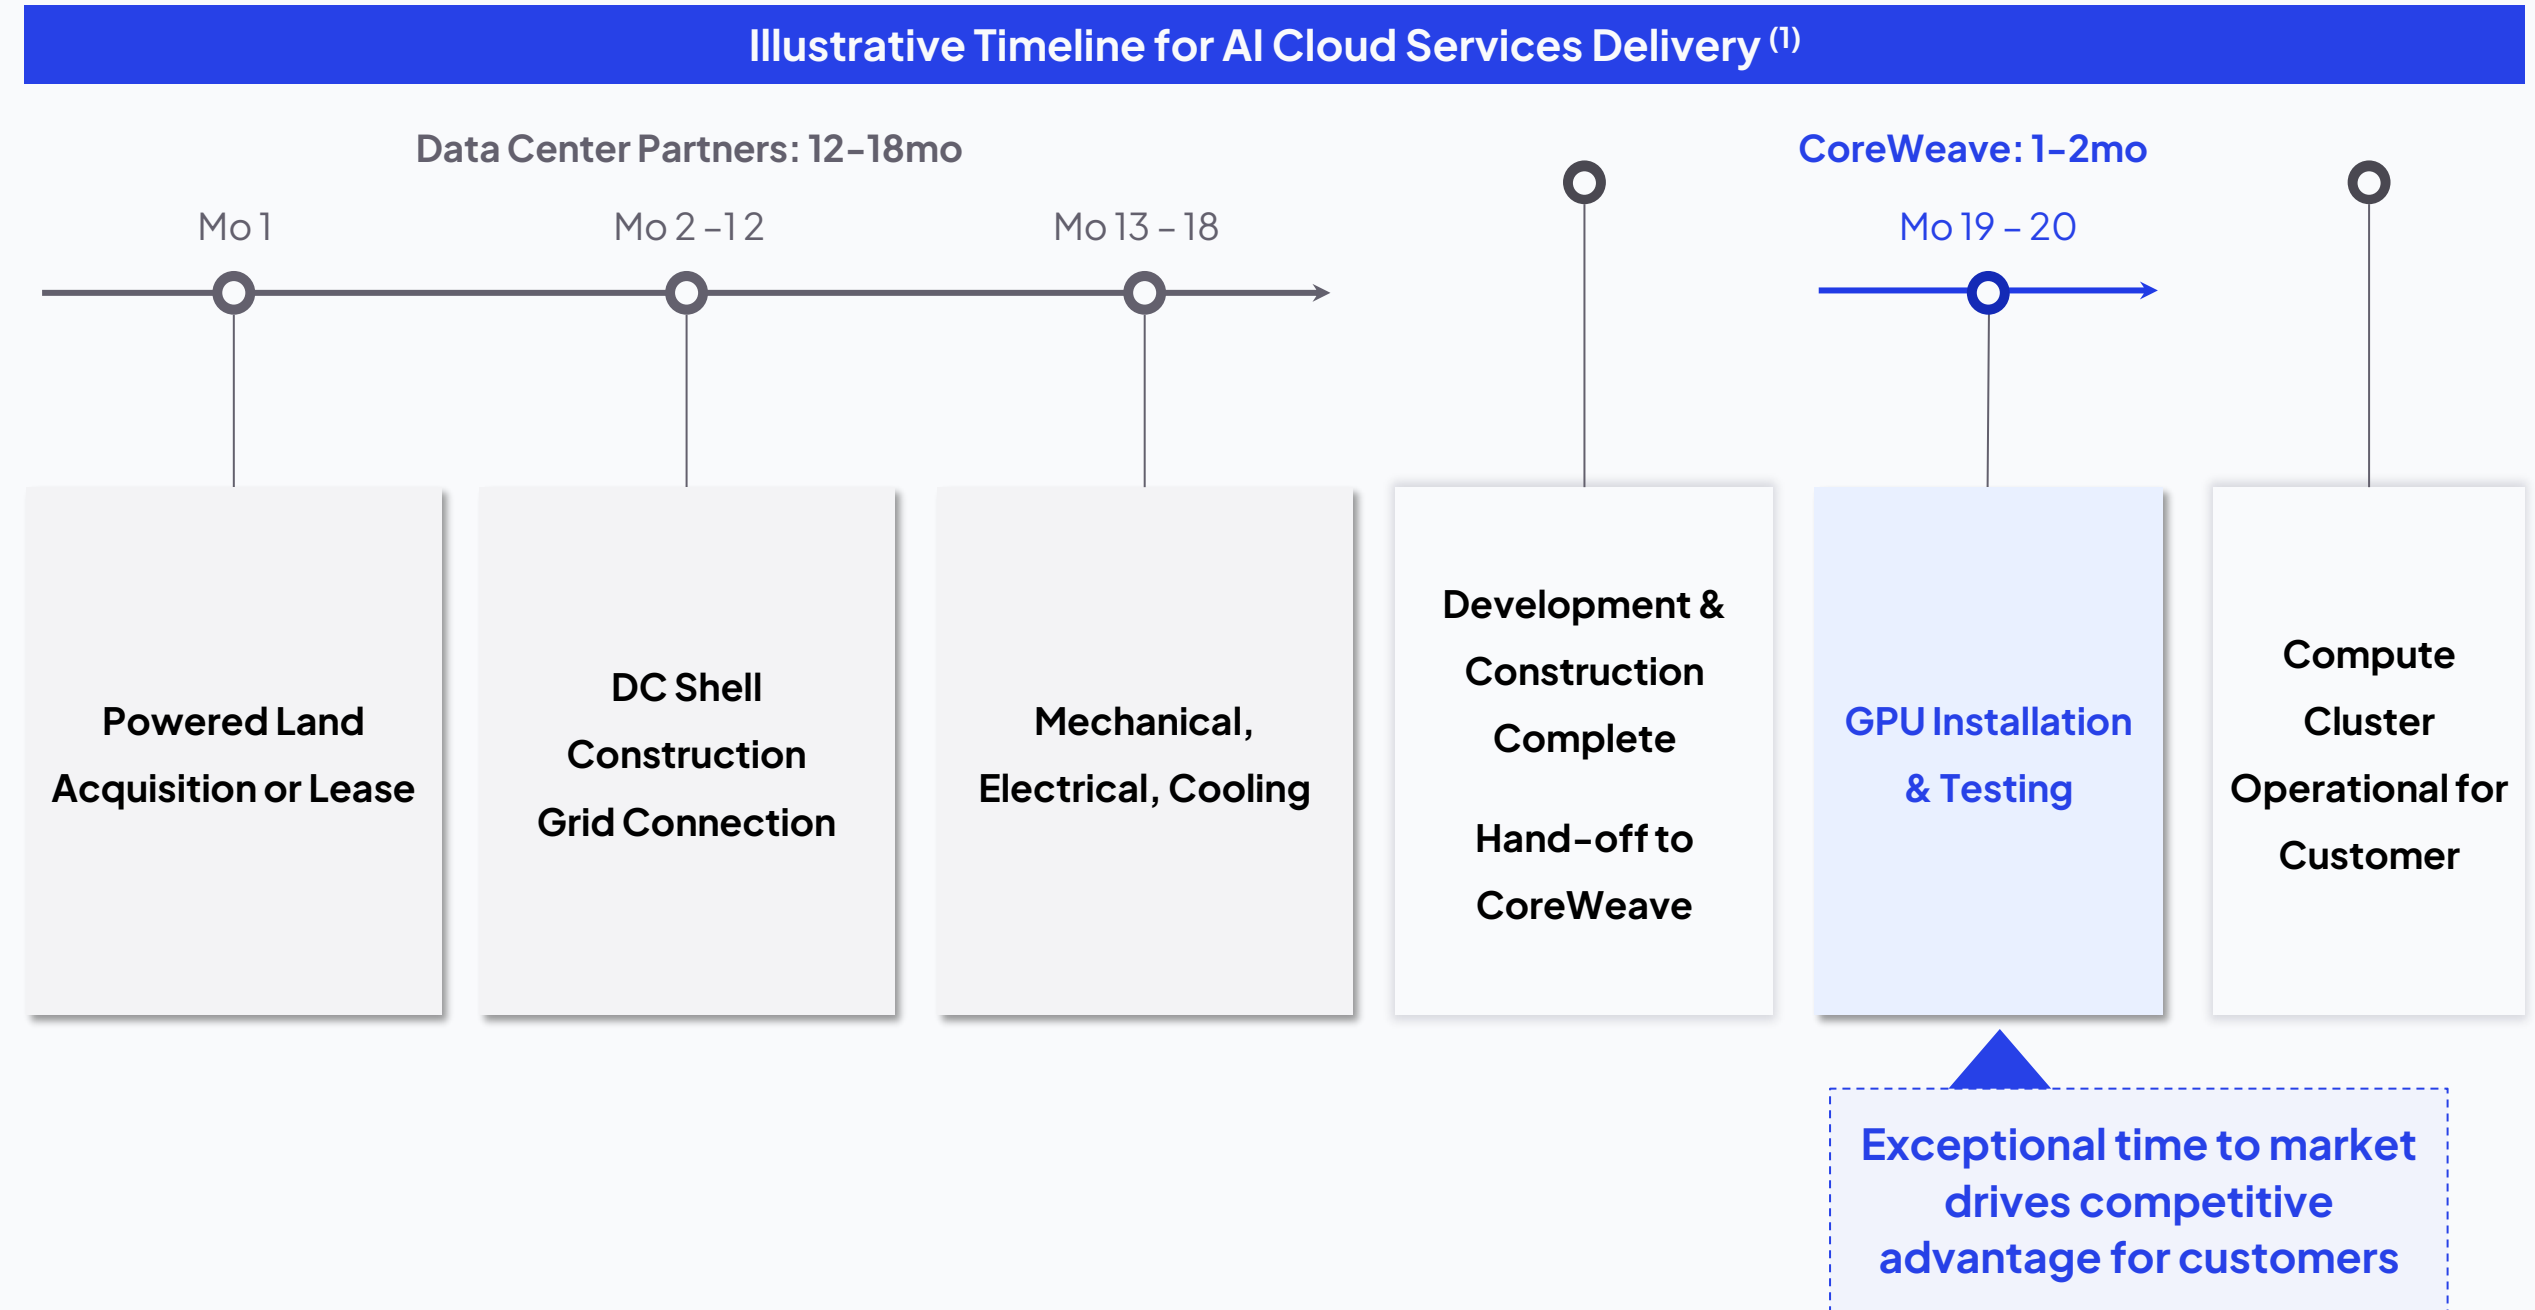 Illustrative Timeline for AI Cloud Services Delivery (1)
Data Center Partners: 12-18mo
CoreWeave: 1-2mo
Mo 1
Mo 2 –12
Mo 13 – 18
Mo 19 – 20
Powered Land
Acquisition or Lease
DC Shell
Construction
Grid Connection
Mechanical,
Electrical, Cooling
Development &
Construction
Complete
Hand-off to
CoreWeave
GPU Installation
& Testing
Compute
Cluster
Operational for
Customer
Exceptional time to market
drives competitive
advantage for customers